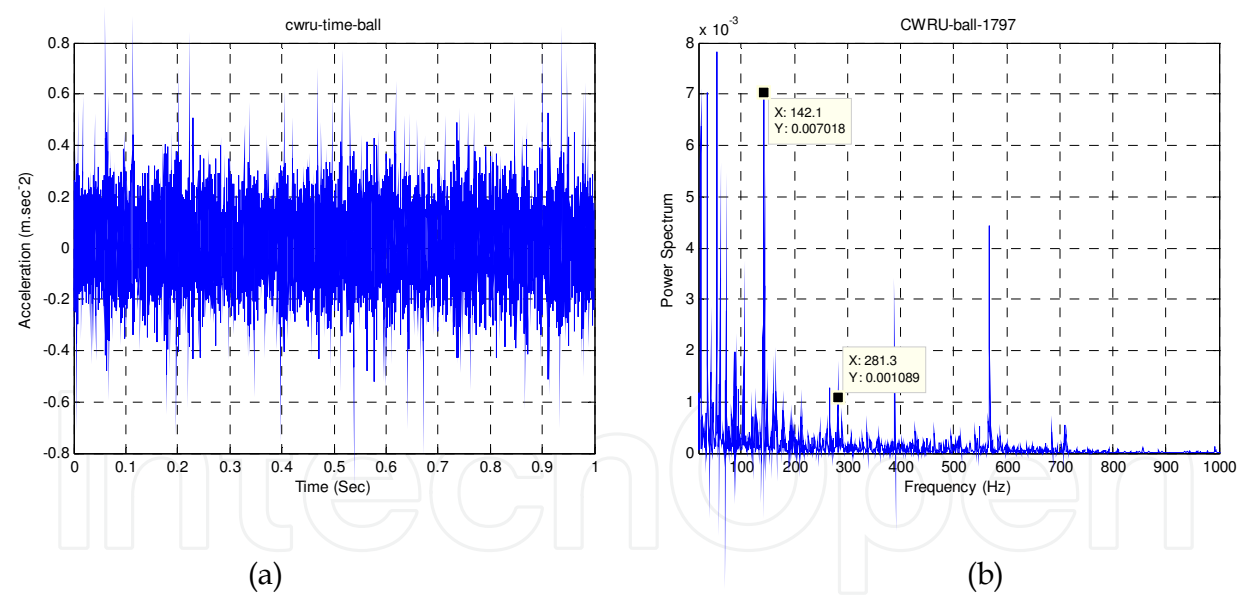 cwru-time-ball
Acceleration (m.sec-2)
0.8
0.6
0.4
0.2
0
-0.2
-0.4
-0.6
-0.8
0 0.1 0.2 0.3 0.4 0.5 0.6 0.7 0.8 0.9 1
Time (Sec)
(a)
CWRU-ball-1797
x 10-3
Power Spectrum
8
7
6
5
4
3
2
1
0
X: 142.1
Y: 0.007018
X: 281.3
Y: 0.001089
100 200 300 400 500 600 700 800 900 1000
Frequency (Hz)
(b)
IntechOpen